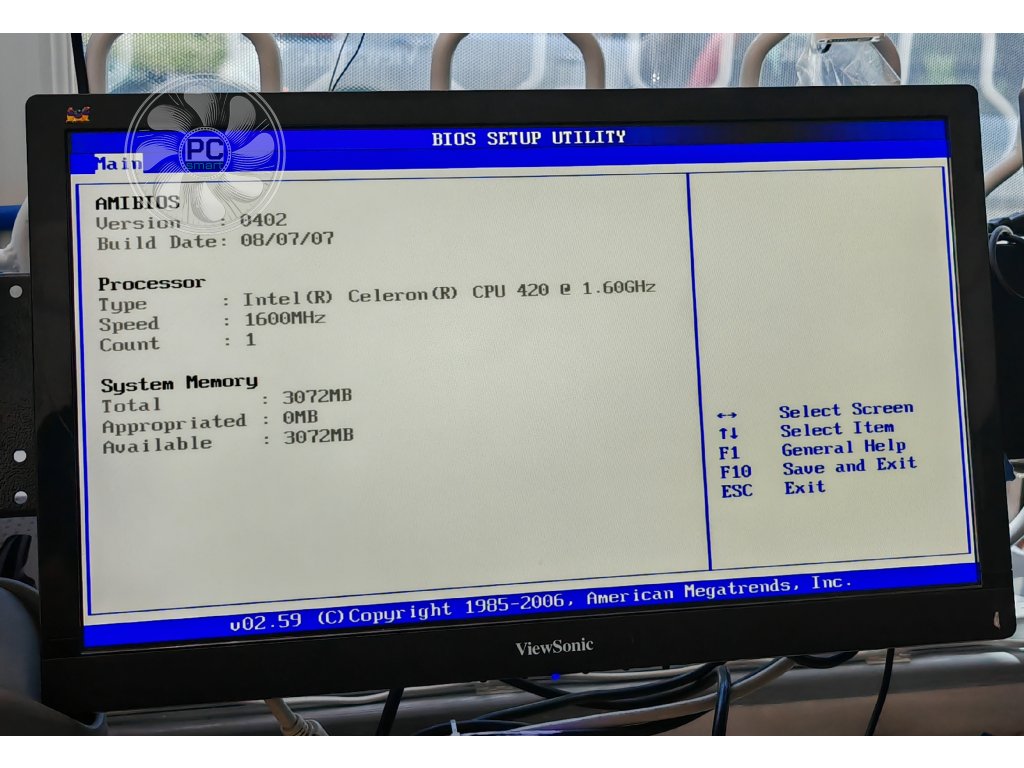 BIOS SETUP UTILITY
Main
AMIBIOS
Version : 0402
Build Date: 08/07/07
Processor
Type : Intel(R) Celeron(R) CPU 420 @ 1.60GHz
Speed : 1600MHz
Count : 1
System Memory
Total : 3072MB
Appropriated : 0MB
Available : 3072MB
↔ Select Screen
↑↓ Select Item
F1 General Help
F10 Save and Exit
ESC Exit
v02.59 (C)Copyright 1985-2006, American Megatrends, Inc.
ViewSonic
PC
smart